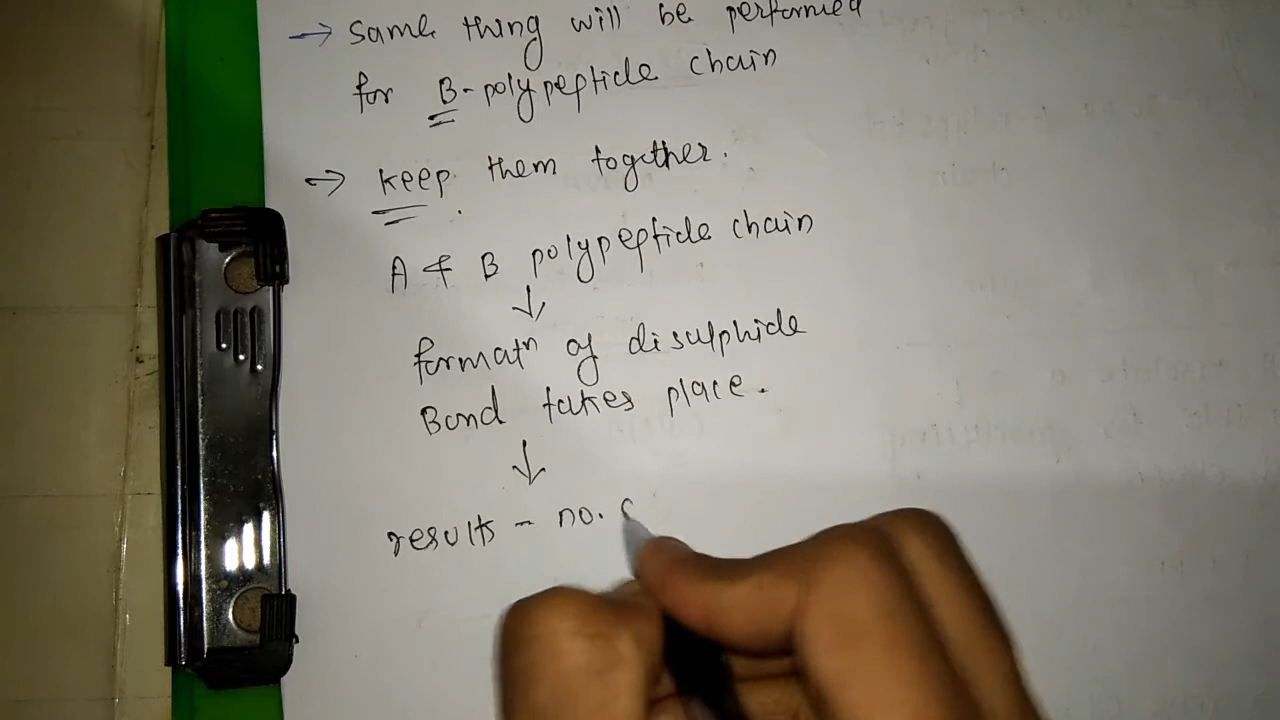 → same thing will be performed
for B-polypeptide chain
→ keep them together.
A & B polypeptide chain
↓
formatn of disulphide
Bond takes place.
↓
results - no.